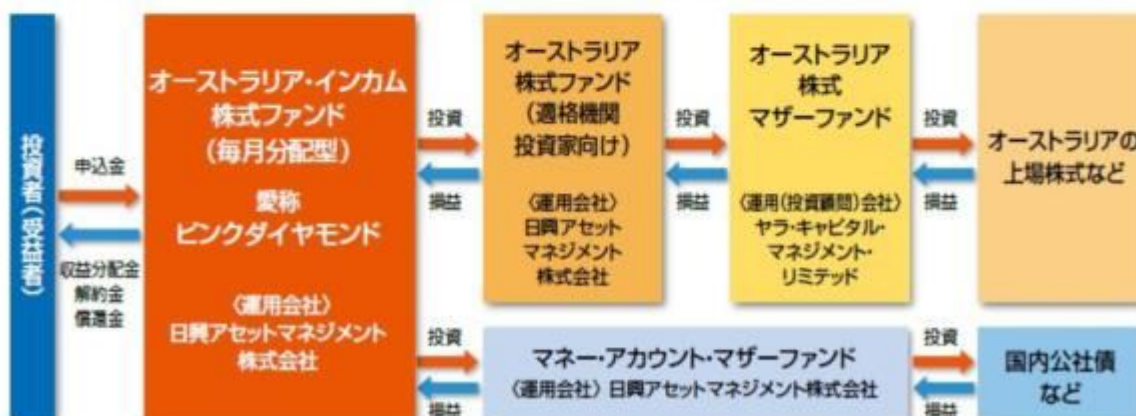 投資者(受益者)
申込金
収益分配金
解約金
償還金
オーストラリア・インカム
株式ファンド
(毎月分配型)
愛称
ピンクダイヤモンド
〈運用会社〉
日興アセットマネジメント
株式会社
投資
損益
オーストラリア
株式ファンド
(適格機関
投資家向け)
〈運用会社〉
日興アセット
マネジメント
株式会社
投資
損益
オーストラリア
株式
マザーファンド
〈運用(投資顧問)会社〉
ヤラ・キャピタル・
マネジメント・
リミテッド
投資
損益
オーストラリアの
上場株式など
投資
損益
マネー・アカウント・マザーファンド
〈運用会社〉日興アセットマネジメント株式会社
投資
損益
国内公社債
など